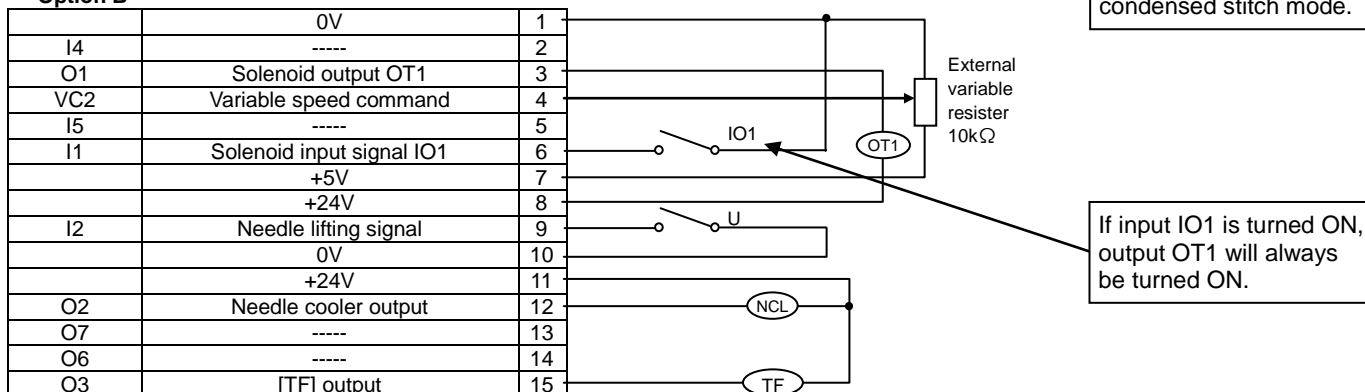 Option B
condensed stitch mode.
0V 1
I4 ----- 2
O1 Solenoid output OT1 3
VC2 Variable speed command 4
I5 ----- 5
I1 Solenoid input signal IO1 6
+5V 7
+24V 8
I2 Needle lifting signal 9
0V 10
+24V 11
O2 Needle cooler output 12
O7 ----- 13
O6 ----- 14
O3 [TF] output 15
External
variable
resister
10kΩ
IO1
OT1
U
NCL
TF
If input IO1 is turned ON,
output OT1 will always
be turned ON.